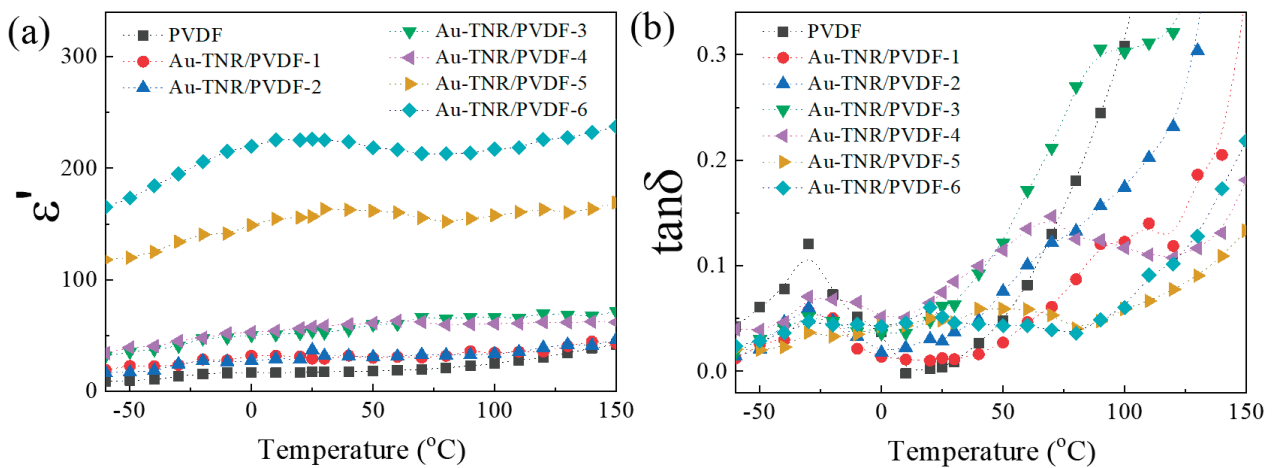 (a)
PVDF
Au-TNR/PVDF-1
Au-TNR/PVDF-2
Au-TNR/PVDF-3
Au-TNR/PVDF-4
Au-TNR/PVDF-5
Au-TNR/PVDF-6
300
200
100
0
ε'
-50 0 50 100 150
Temperature (°C)
(b)
PVDF
Au-TNR/PVDF-1
Au-TNR/PVDF-2
Au-TNR/PVDF-3
Au-TNR/PVDF-4
Au-TNR/PVDF-5
Au-TNR/PVDF-6
0.3
0.2
0.1
0.0
tanδ
-50 0 50 100 150
Temperature (°C)